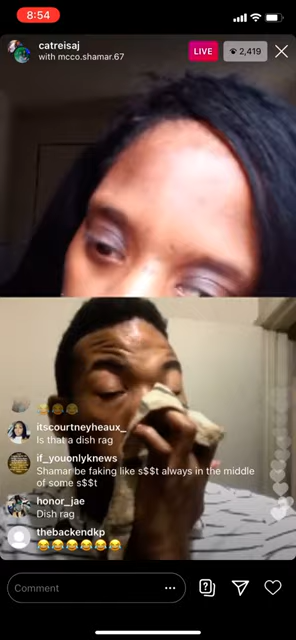 8:54
catreisaj
with mcco.shamar.67
LIVE
2,419
😂😂😂
itscourtneyheaux_
Is that a dish rag
if_youonlyknews
Shamar be faking like s$$t always in the middle
of some s$$t
honor_jae
Dish rag
thebackendkp
😂😂😂😂😂😂
Comment